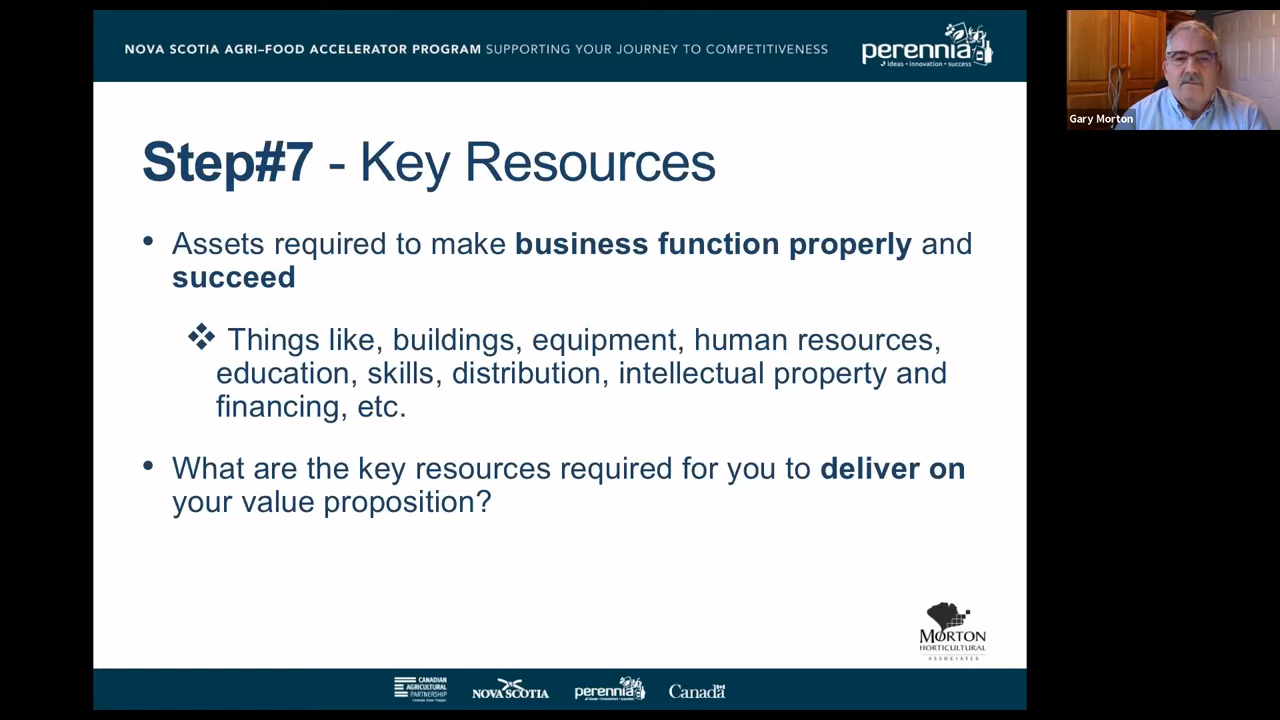 NOVA SCOTIA AGRI–FOOD ACCELERATOR PROGRAM SUPPORTING YOUR JOURNEY TO COMPETITIVENESS
perennia
ideas • innovation • success
Gary Morton
Step#7 - Key Resources
• Assets required to make business function properly and
succeed
❖ Things like, buildings, equipment, human resources,
education, skills, distribution, intellectual property and
financing, etc.
• What are the key resources required for you to deliver on
your value proposition?
MORTON
HORTICULTURAL
ASSOCIATES
CANADIAN
AGRICULTURAL
PARTNERSHIP
NOVA SCOTIA
perennia
ideas • innovation • success
Canada